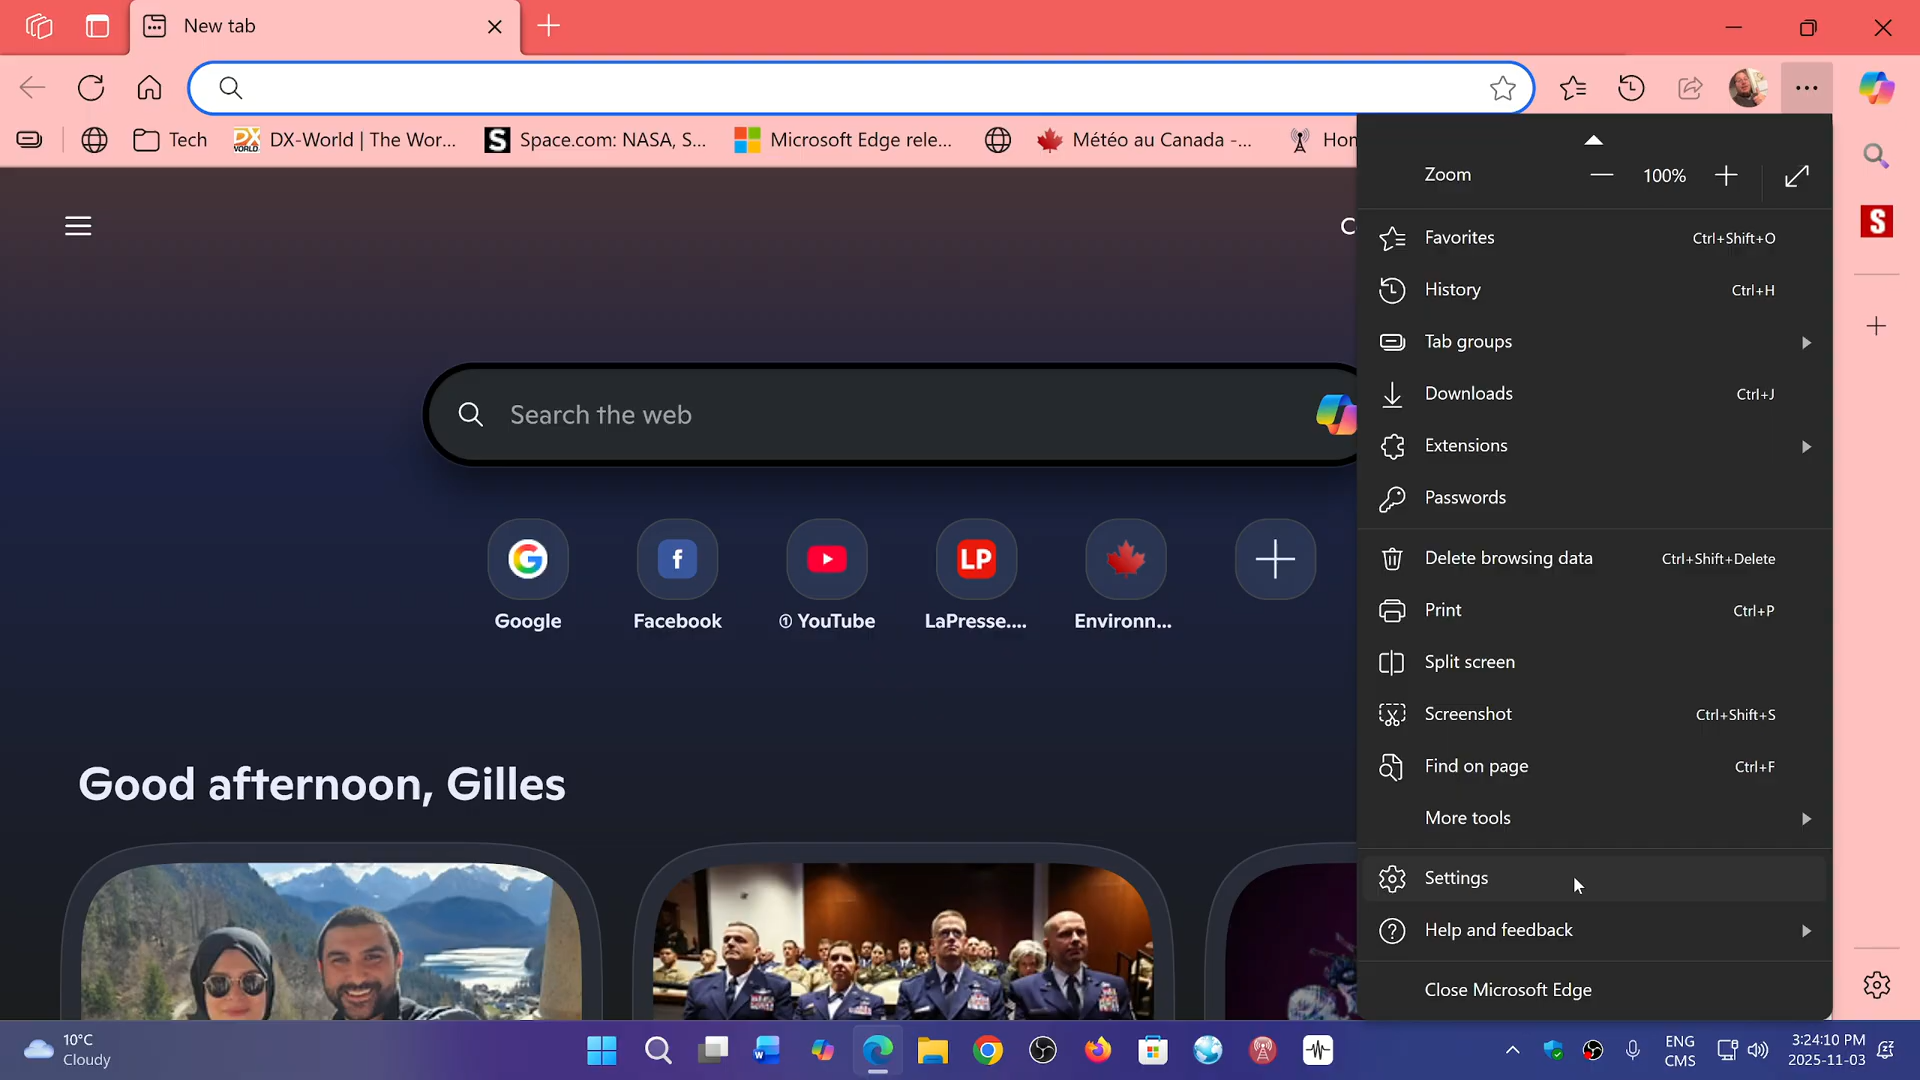 New tab
Tech
DX-World | The Wor...
Space.com: NASA, S...
Microsoft Edge rele...
Météo au Canada -...
Hom
Zoom
100%
Favorites
Ctrl+Shift+O
History
Ctrl+H
Tab groups
Downloads
Ctrl+J
Extensions
Passwords
Delete browsing data
Ctrl+Shift+Delete
Print
Ctrl+P
Split screen
Screenshot
Ctrl+Shift+S
Find on page
Ctrl+F
More tools
Settings
Help and feedback
Close Microsoft Edge
Search the web
LP
Google
Facebook
① YouTube
LaPresse....
Environn...
Good afternoon, Gilles
10°C
Cloudy
ENG
CMS
3:24:10 PM
2025-11-03